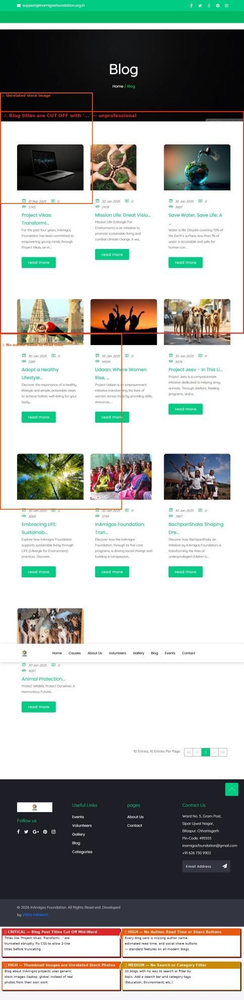 support@inamigosfoundation.org.in
Blog
Home / Blog
⚠ Unrelated stock image
⚠ Blog titles are CUT OFF with '...' — unprofessional
01 Mar 2025 0
5743
Project Vikas:
Transformi...
For the past four years, InAmigos
Foundation has been committed to
empowering young minds through
Project Vikas, an in...
read more
30 Jan 2025 0
2478
Mission Life: Great Visio...
Mission Life (Lifestyle For
Environment) is an initiative to
promote sustainable living and
combat climate change. It wa...
read more
30 Jan 2025 0
3607
Save Water, Save Life: A
...
Water is life. Despite covering 70% of
the Earth's surface, less than 1% of
water is accessible and safe for
human con...
read more
⚠ No author name or read time
30 Jan 2025 0
1289
Adopt a Healthy
Lifestyle...
Discover the importance of a healthy
lifestyle and simple, actionable steps
to achieve holistic well-being for your
body...
read more
30 Jan 2025 0
14929
Udaan: Where Women
Rise, ...
Project Udaan is an empowerment
initiative transforming the lives of
women across India by providing skills,
resources, ...
read more
30 Jan 2025 0
5076
Project Jeev - In This Li...
Project Jeev is a compassionate
initiative dedicated to helping stray
animals. Through shelters, feeding
programs, and e...
read more
30 Jan 2025 0
3000
Embracing LIFE:
Sustainab...
Explore how InAmigos Foundation
supports sustainable living through
LIFE (Lifestyle for Environment)
practices. Discover...
read more
30 Jan 2025 0
3749
InAmigos Foundation:
Tran...
Discover how the InAmigos
Foundation, through its five core
programs, is driving social change and
building a compassion...
read more
30 Jan 2025 0
7987
BachpanShala: Shaping
Dre...
Discover how BachpanShala, an
initiative by InAmigos Foundation, is
transforming the lives of
underprivileged children b...
read more
Home Causes About Us Volunteers Gallery Blog Events Contact
30 Jan 2025 0
4097
Animal Protection...
Protect Wildlife, Protect Ourselves: A
Harmonious Future!...
read more
10 Entries, 10 Entries Per Page << < 1 > >>
Follow us
Useful Links
Events
Volunteers
Gallery
Blog
Categories
pages
About Us
Contact
Contact Us
Ward No. 5, Gram Post,
Sipat Ujwal Nagar,
Bilaspur. Chhattisgarh
Pin-Code: 495555
inamigosfoundation@gmail.com
+91 626 730 9902
Email Address
© 2026 InAmigos Foundation. All Rights Reserved. Developed
by Visho Infotech
CRITICAL — Blog Post Titles Cut Off Mid-Word
Titles like 'Project Vikas: Transformi...' are
truncated abruptly. Fix CSS to allow 2-line
titles before truncating.
HIGH — No Author, Read Time or Share Buttons
Every blog card is missing author name,
estimated read time, and social share buttons
— standard features on all modern blogs.
HIGH — Thumbnail Images are Unrelated Stock Photos
Blog about InAmigos projects uses generic
stock images (laptop, globe) instead of real
photos from their own work.
MEDIUM — No Search or Category Filter
10 blogs with no way to search or filter by
topic. Add a search bar and category tags
(Education, Environment, etc.)